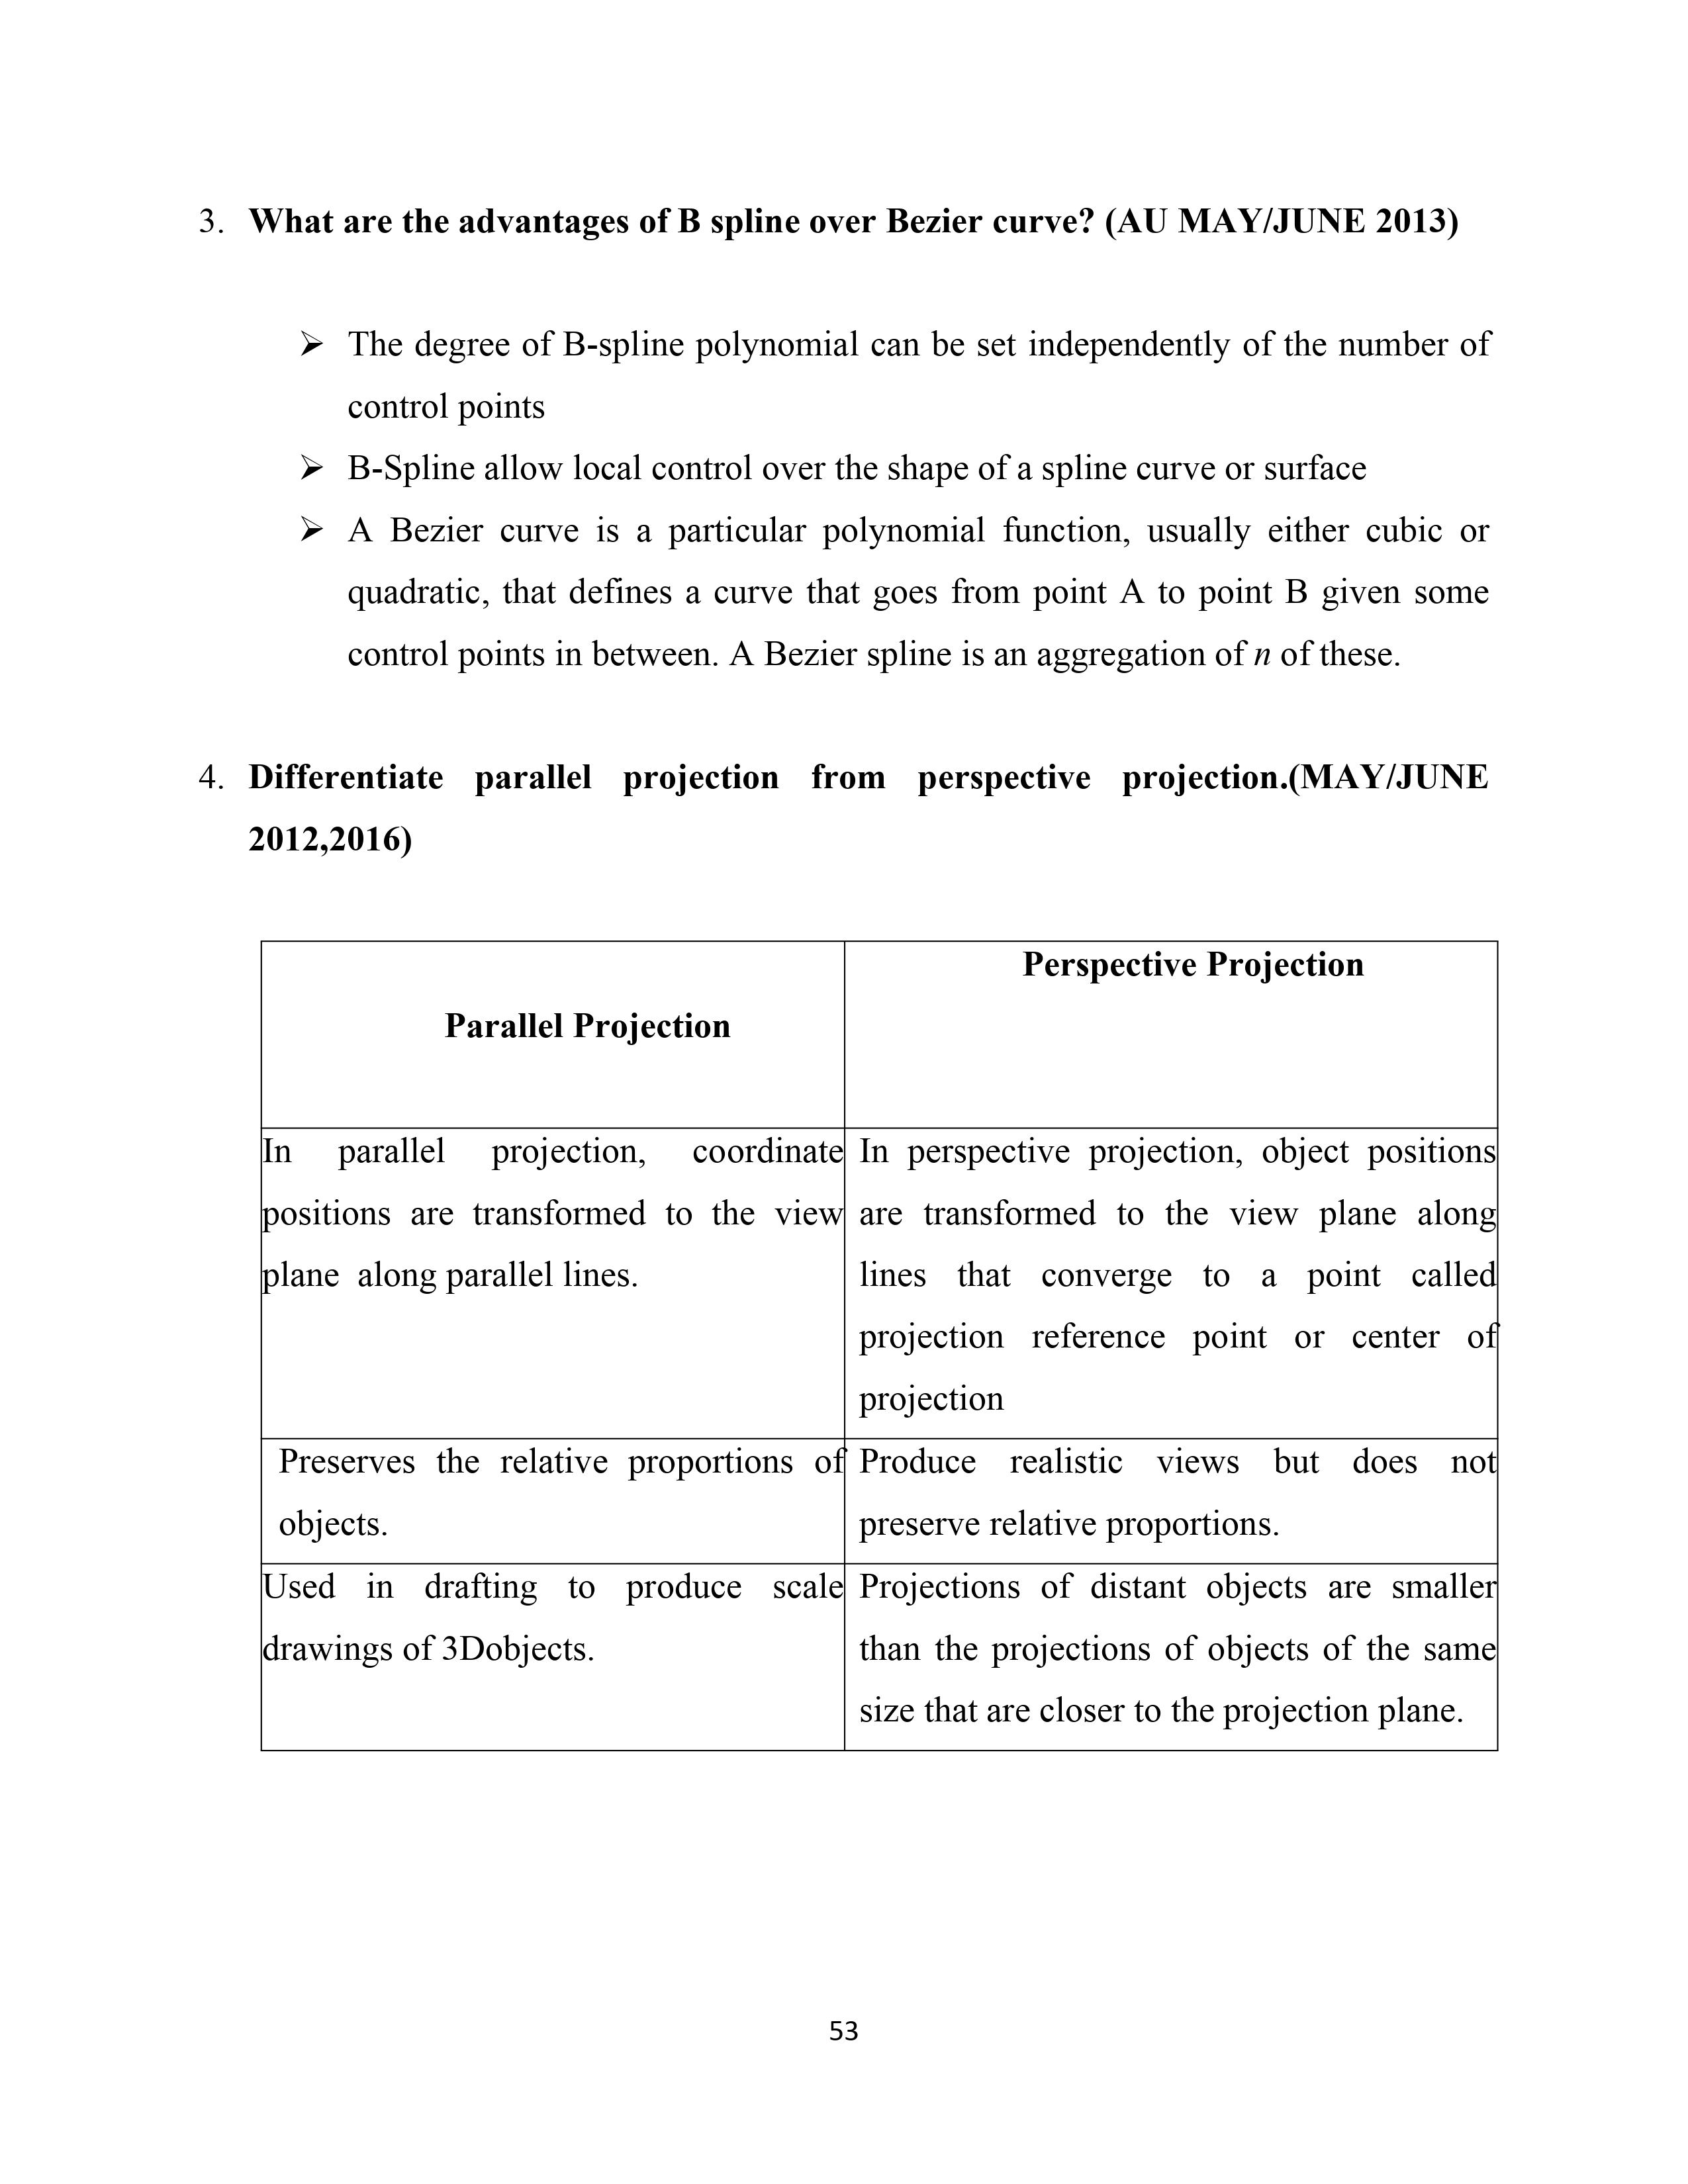 3. What are the advantages of B spline over Bezier curve? (AU MAY/JUNE 2013)
➢ The degree of B-spline polynomial can be set independently of the number of
control points
➢ B-Spline allow local control over the shape of a spline curve or surface
➢ A Bezier curve is a particular polynomial function, usually either cubic or
quadratic, that defines a curve that goes from point A to point B given some
control points in between. A Bezier spline is an aggregation of n of these.
4. Differentiate parallel projection from perspective projection.(MAY/JUNE
2012,2016)
Parallel Projection
Perspective Projection
In parallel projection, coordinate
positions are transformed to the view
plane along parallel lines.
In perspective projection, object positions
are transformed to the view plane along
lines that converge to a point called
projection reference point or center of
projection
Preserves the relative proportions of
objects.
Produce realistic views but does not
preserve relative proportions.
Used in drafting to produce scale
drawings of 3Dobjects.
Projections of distant objects are smaller
than the projections of objects of the same
size that are closer to the projection plane.
53